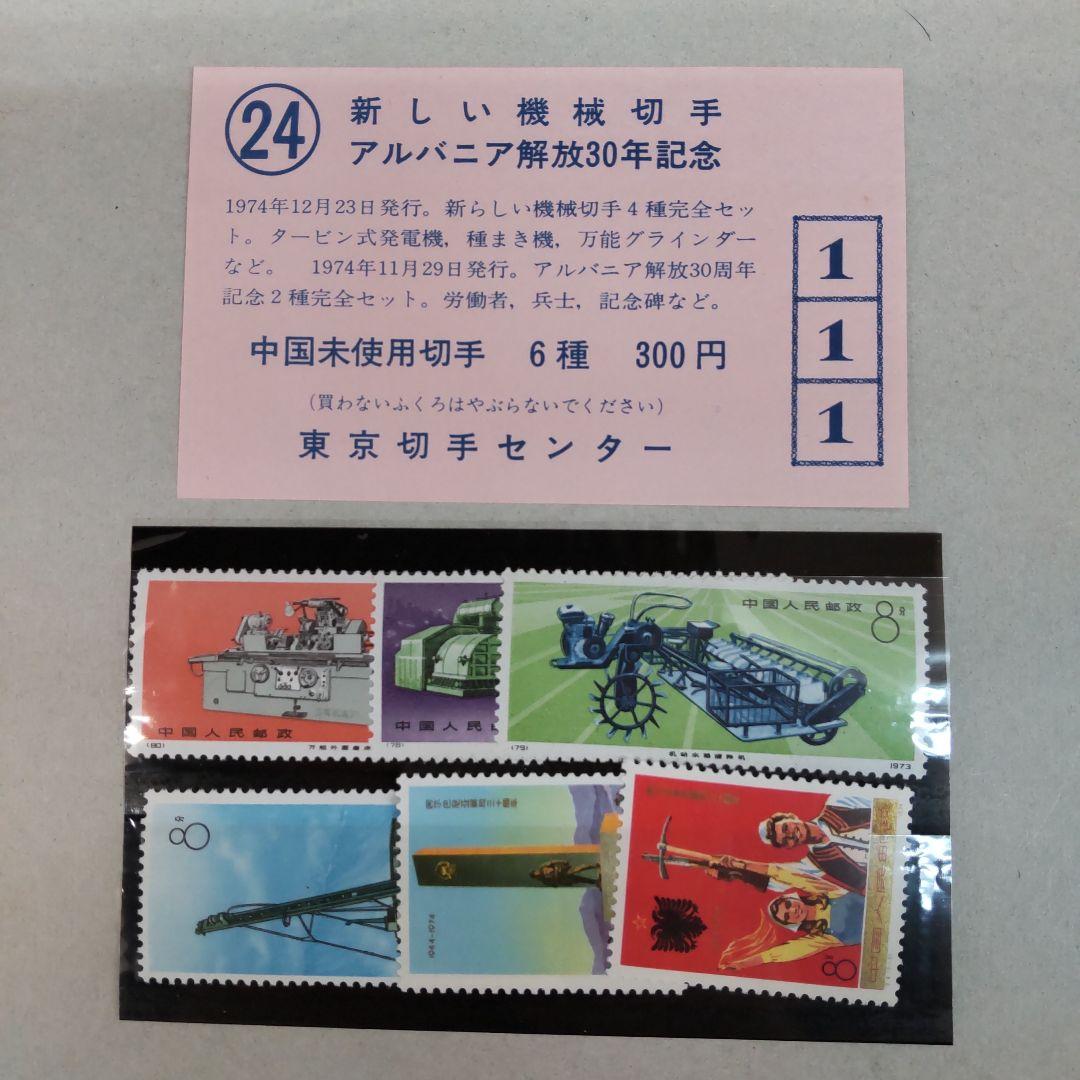 24
新しい機械切手
アルバニア解放30年記念
1974年12月23日発行。新らしい機械切手4種完全セッ
ト。タービン式発電機，種まき機，万能グラインダー
など。 1974年11月29日発行。アルバニア解放30周年
記念2種完全セット。労働者，兵士，記念碑など。
中国未使用切手 6種 300円
(買わないふくろはやぶらないでください)
東京切手センター
1
1
1
中国人民邮政
(80)
中国人民
(78)
中国人民邮政
8分
(79)
1973
8分
1944-1974
8